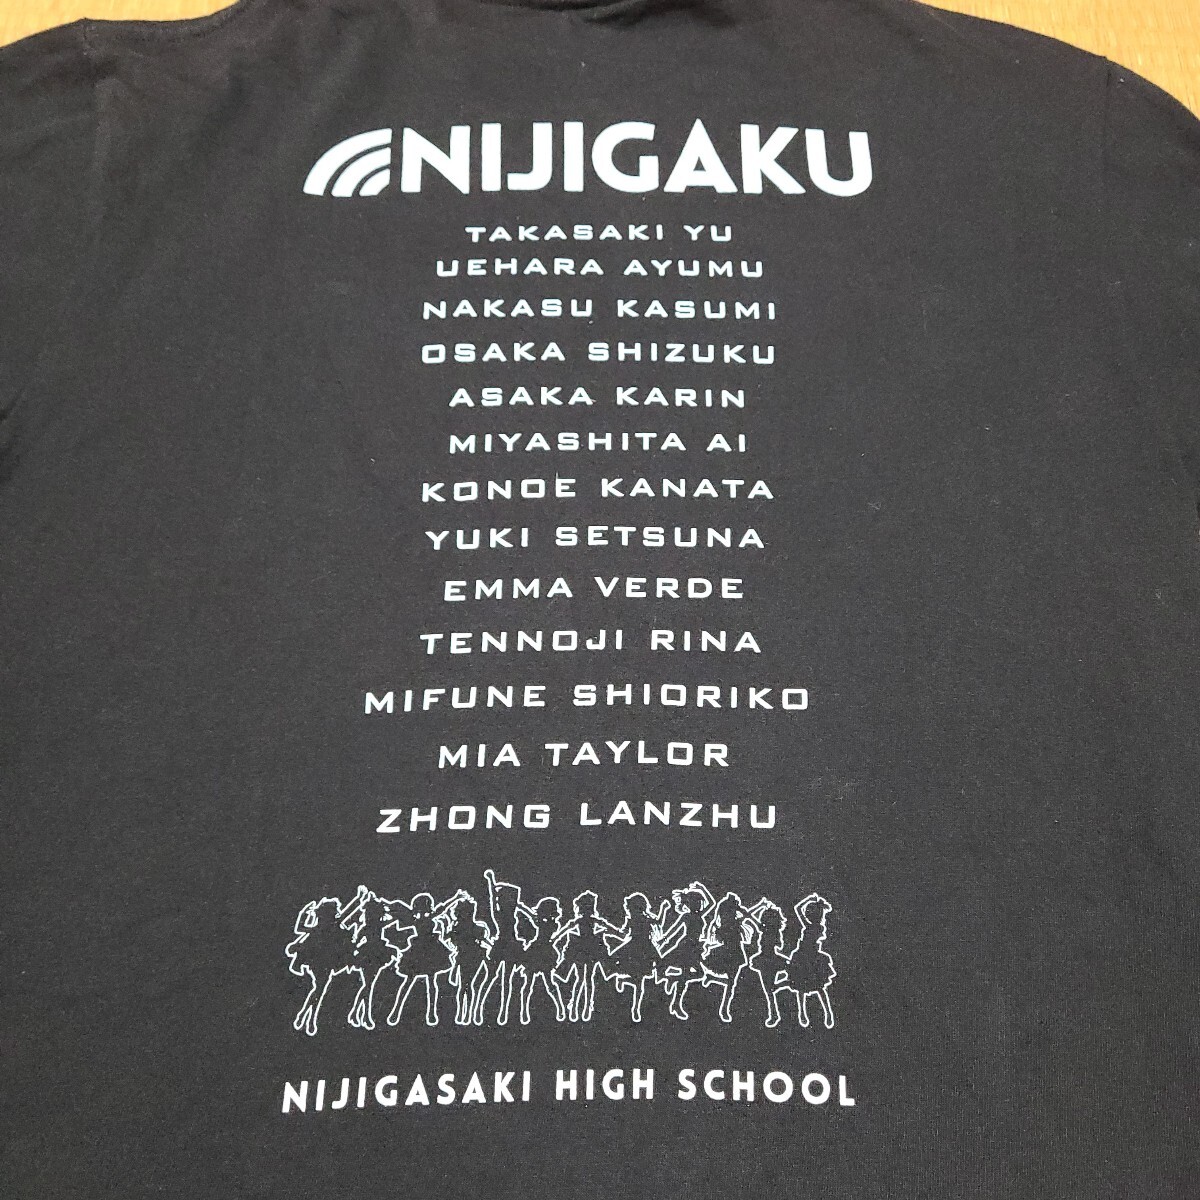 NIJIGAKU
TAKASAKI YU
UEHARA AYUMU
NAKASU KASUMI
OSAKA SHIZUKU
ASAKA KARIN
MIYASHITA AI
KONOE KANATA
YUKI SETSUNA
EMMA VERDE
TENNOJI RINA
MIFUNE SHIORIKO
MIA TAYLOR
ZHONG LANZHU
NIJIGASAKI HIGH SCHOOL